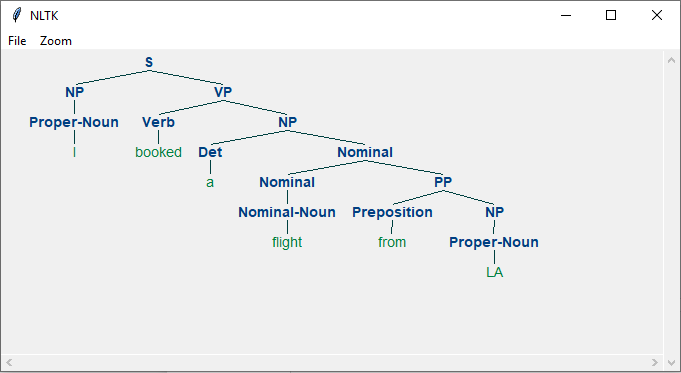 NLTK
File Zoom
S
NP VP
Proper-Noun Verb NP
I booked Det Nominal
a Nominal PP
Nominal-Noun Preposition NP
flight from Proper-Noun
LA